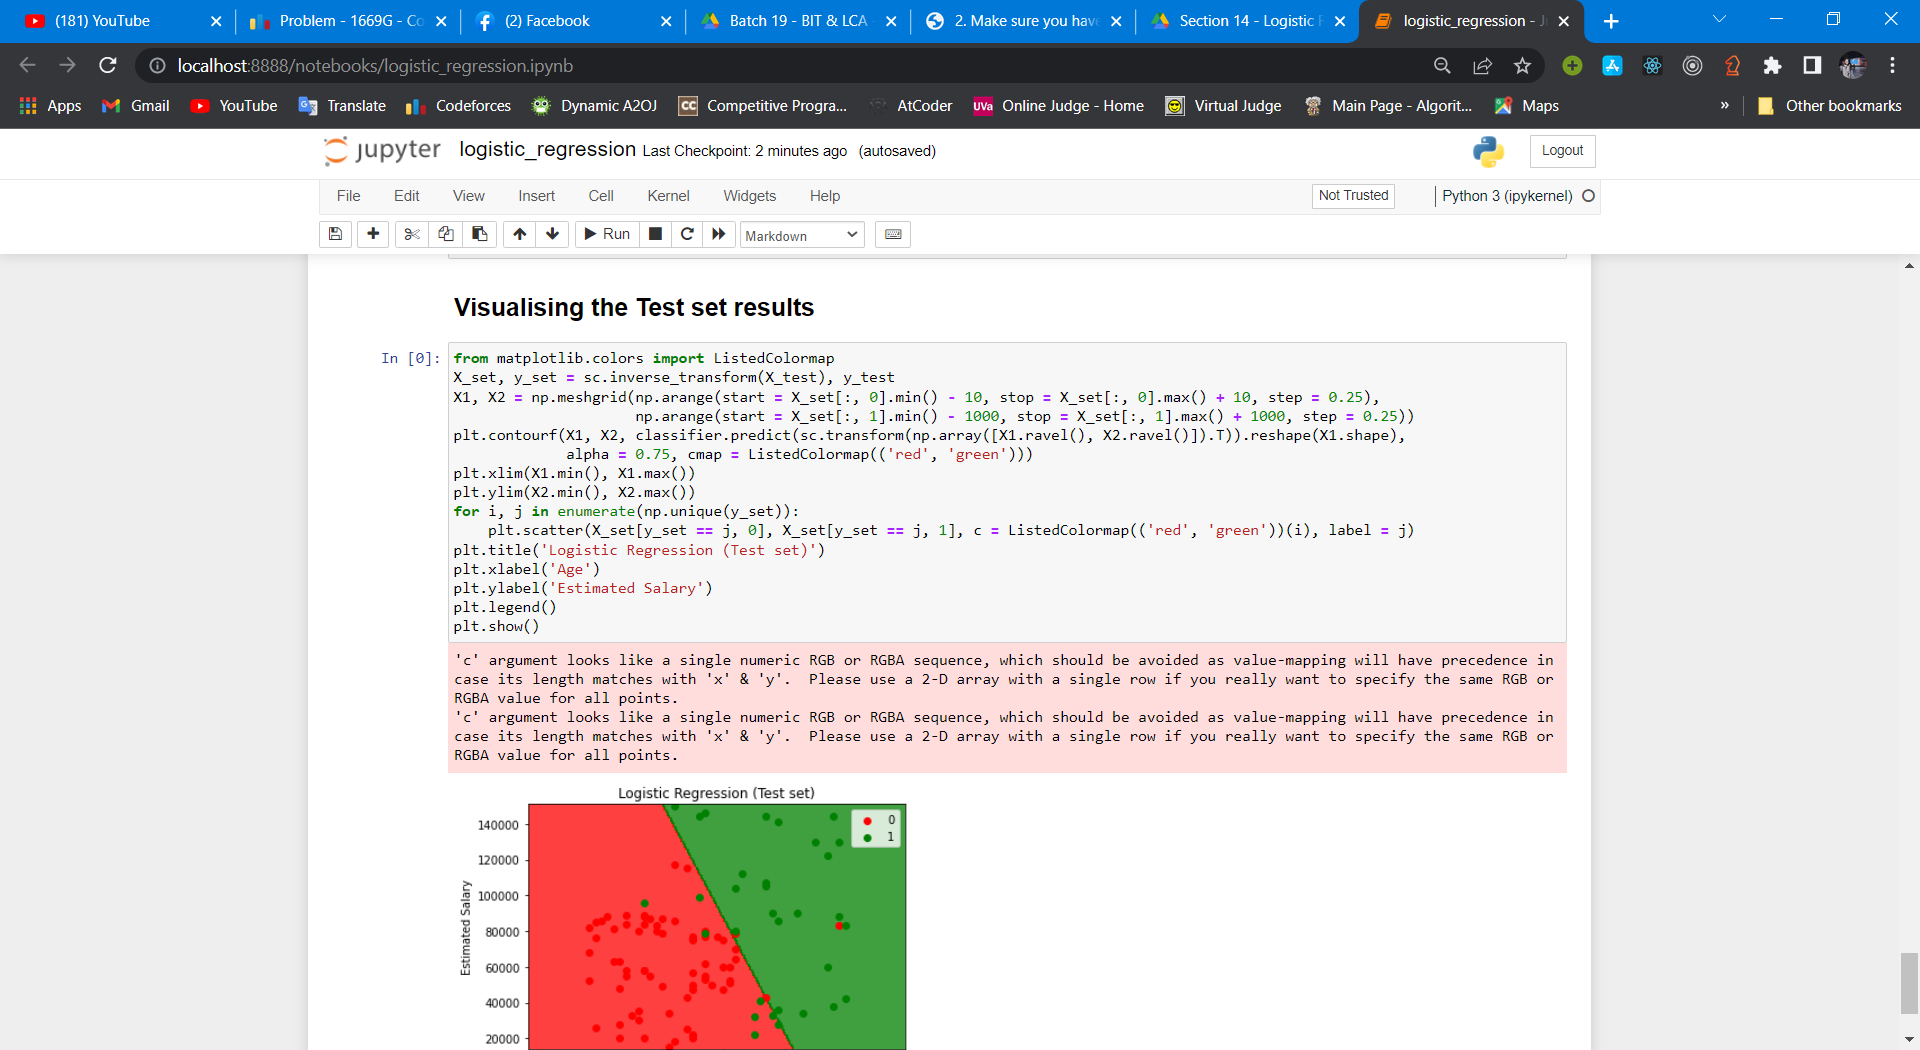 (181) YouTube
Problem - 1669G - Co
(2) Facebook
Batch 19 - BIT & LCA
2. Make sure you have
Section 14 - Logistic R
logistic_regression - J
localhost:8888/notebooks/logistic_regression.ipynb
Apps
Gmail
YouTube
Translate
Codeforces
Dynamic A2OJ
CC
Competitive Progra...
AtCoder
UVa
Online Judge - Home
Virtual Judge
Main Page - Algorit...
Maps
»
Other bookmarks
jupyter
logistic_regression Last Checkpoint: 2 minutes ago (autosaved)
Logout
File
Edit
View
Insert
Cell
Kernel
Widgets
Help
Not Trusted
Python 3 (ipykernel)
Run
Markdown
Visualising the Test set results
In [0]:
from matplotlib.colors import ListedColormap
X_set, y_set = sc.inverse_transform(X_test), y_test
X1, X2 = np.meshgrid(np.arange(start = X_set[:, 0].min() - 10, stop = X_set[:, 0].max() + 10, step = 0.25),
np.arange(start = X_set[:, 1].min() - 1000, stop = X_set[:, 1].max() + 1000, step = 0.25))
plt.contourf(X1, X2, classifier.predict(sc.transform(np.array([X1.ravel(), X2.ravel()]).T)).reshape(X1.shape),
alpha = 0.75, cmap = ListedColormap(('red', 'green')))
plt.xlim(X1.min(), X1.max())
plt.ylim(X2.min(), X2.max())
for i, j in enumerate(np.unique(y_set)):
plt.scatter(X_set[y_set == j, 0], X_set[y_set == j, 1], c = ListedColormap(('red', 'green'))(i), label = j)
plt.title('Logistic Regression (Test set)')
plt.xlabel('Age')
plt.ylabel('Estimated Salary')
plt.legend()
plt.show()
'c' argument looks like a single numeric RGB or RGBA sequence, which should be avoided as value-mapping will have precedence in
case its length matches with 'x' & 'y'.  Please use a 2-D array with a single row if you really want to specify the same RGB or
RGBA value for all points.
'c' argument looks like a single numeric RGB or RGBA sequence, which should be avoided as value-mapping will have precedence in
case its length matches with 'x' & 'y'.  Please use a 2-D array with a single row if you really want to specify the same RGB or
RGBA value for all points.
Logistic Regression (Test set)
0
1
140000
120000
100000
80000
60000
40000
20000
Estimated Salary